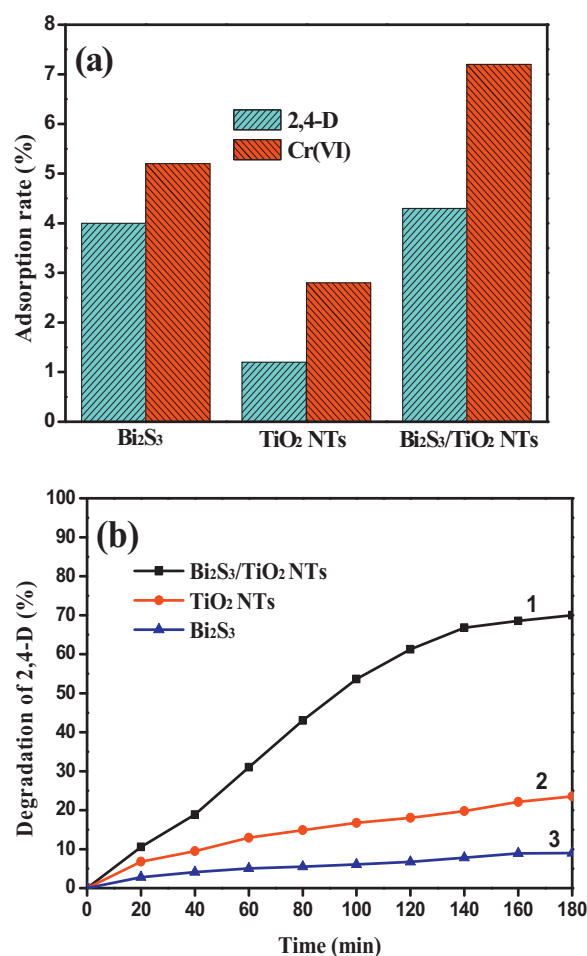 (a)
8
7
6
5
4
3
2
1
0
Adsorption rate (%)
2,4-D
Cr(VI)
Bi₂S₃
TiO₂ NTs
Bi₂S₃/TiO₂ NTs
(b)
100
90
80
70
60
50
40
30
20
10
0
Degradation of 2,4-D (%)
Bi₂S₃/TiO₂ NTs
TiO₂ NTs
Bi₂S₃
1
2
3
0 20 40 60 80 100 120 140 160 180
Time (min)